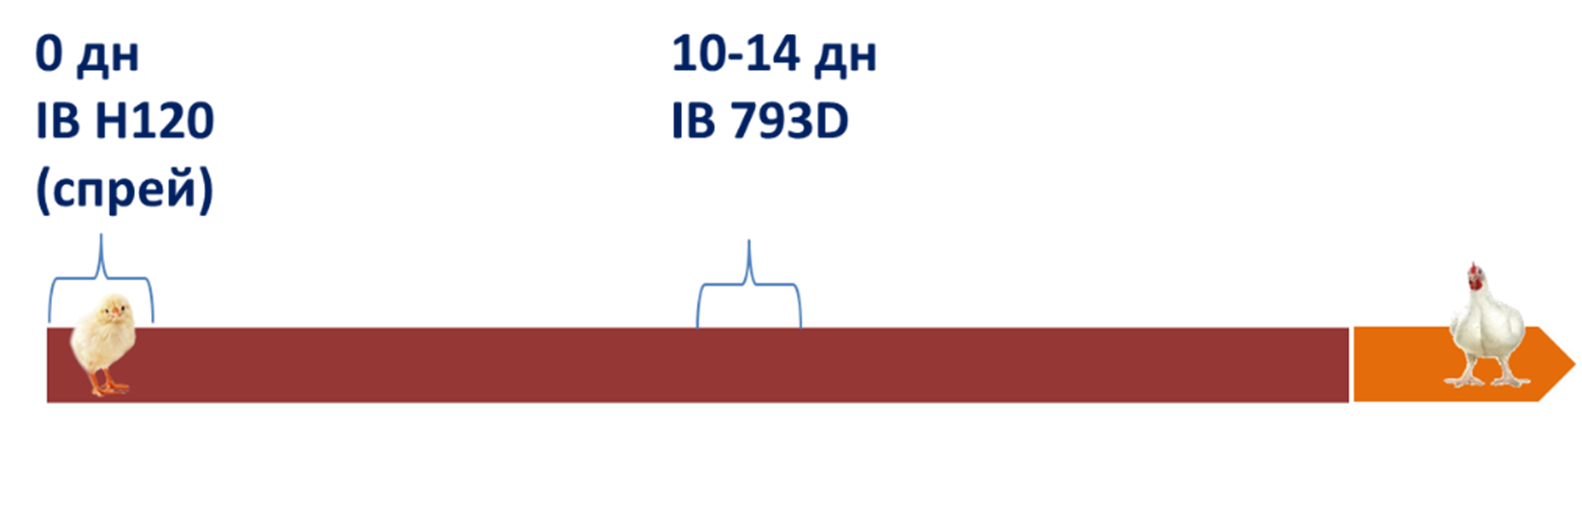 0 дн
IB H120
(спрей)
10-14 дн
IB 793D